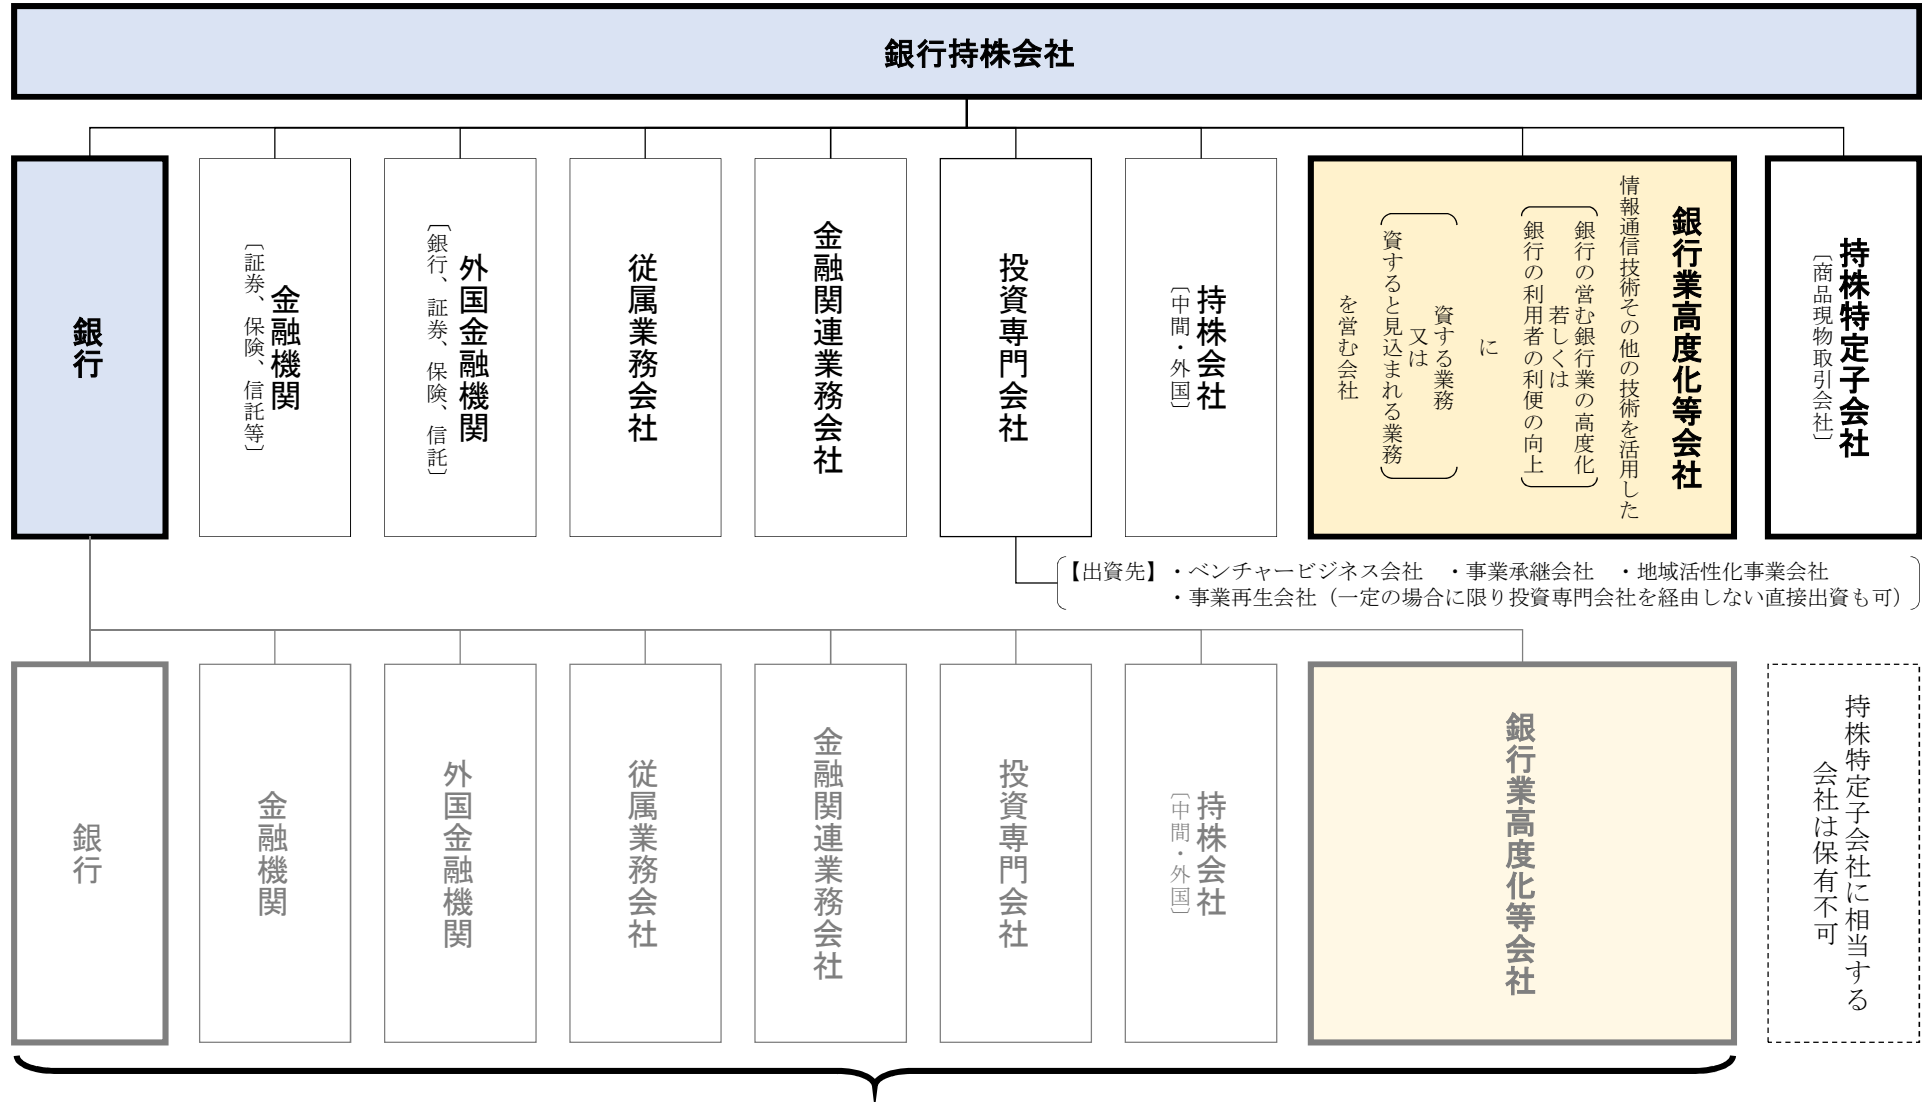 銀行持株会社
銀行
金融機関
〔証券、保険、信託等〕
外国金融機関
〔銀行、証券、保険、信託〕
従属業務会社
金融関連業務会社
投資専門会社
持株会社
〔中間・外国〕
銀行業高度化等会社
情報通信技術その他の技術を活用した
銀行の営む銀行業の高度化
若しくは
銀行の利用者の利便の向上
に
資する業務
又は
資すると見込まれる業務
を営む会社
持株特定子会社
〔商品現物取引会社〕
【出資先】・ベンチャービジネス会社　・事業承継会社　・地域活性化事業会社
・事業再生会社（一定の場合に限り投資専門会社を経由しない直接出資も可）
銀行
金融機関
外国金融機関
従属業務会社
金融関連業務会社
投資専門会社
持株会社
〔中間・外国〕
銀行業高度化等会社
持株特定子会社に相当する
会社は保有不可